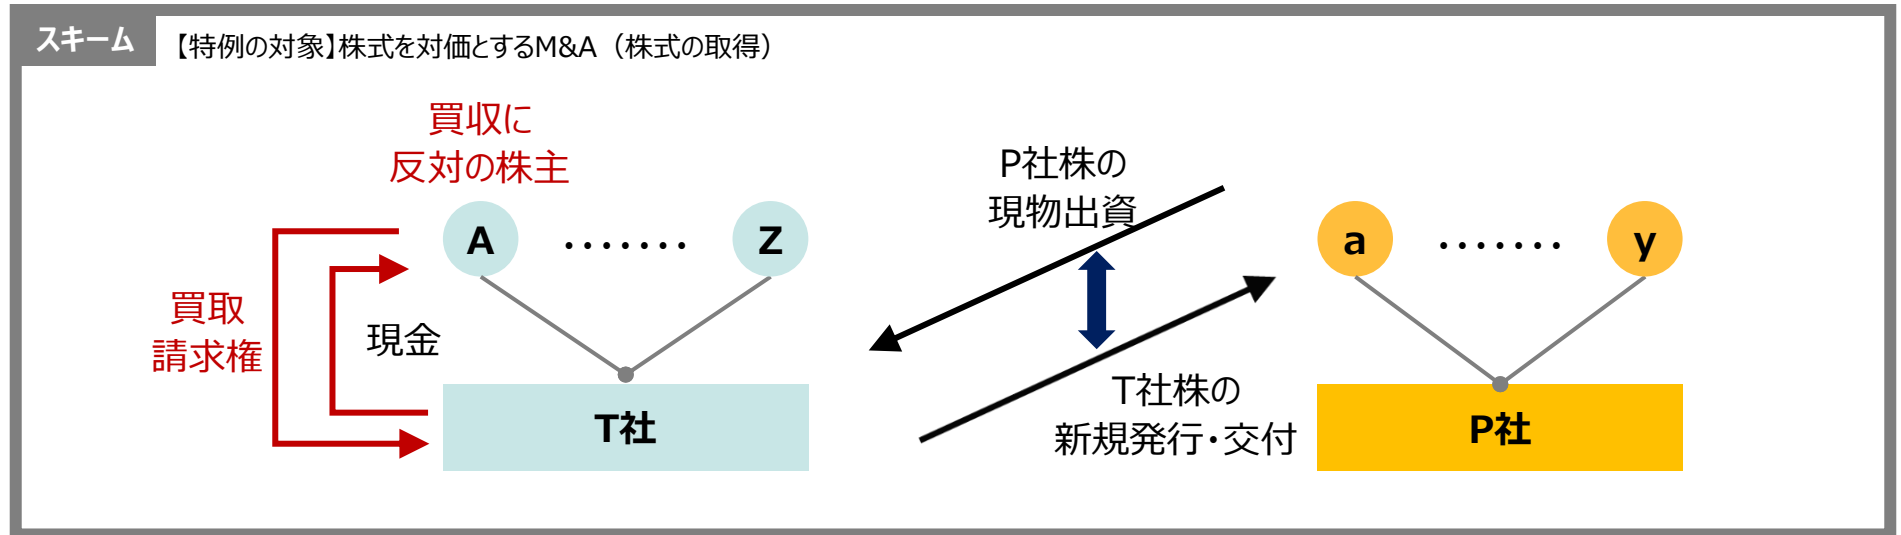 スキーム
【特例の対象】株式を対価とするM&A（株式の取得）
買収に
反対の株主
A ・・・・・・・ Z
買取
請求権
現金
T社
P社株の
現物出資
T社株の
新規発行・交付
a ・・・・・・・ y
P社